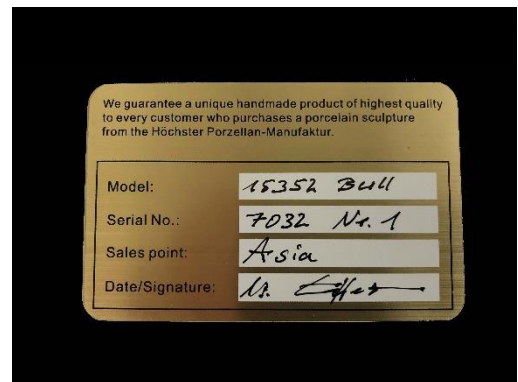 We guarantee a unique handmade product of highest quality
to every customer who purchases a porcelain sculpture
from the Höchster Porzellan-Manufaktur.
Model: 15352 Bull
Serial No.: 7032 Nr. 1
Sales point: Asia
Date/Signature: